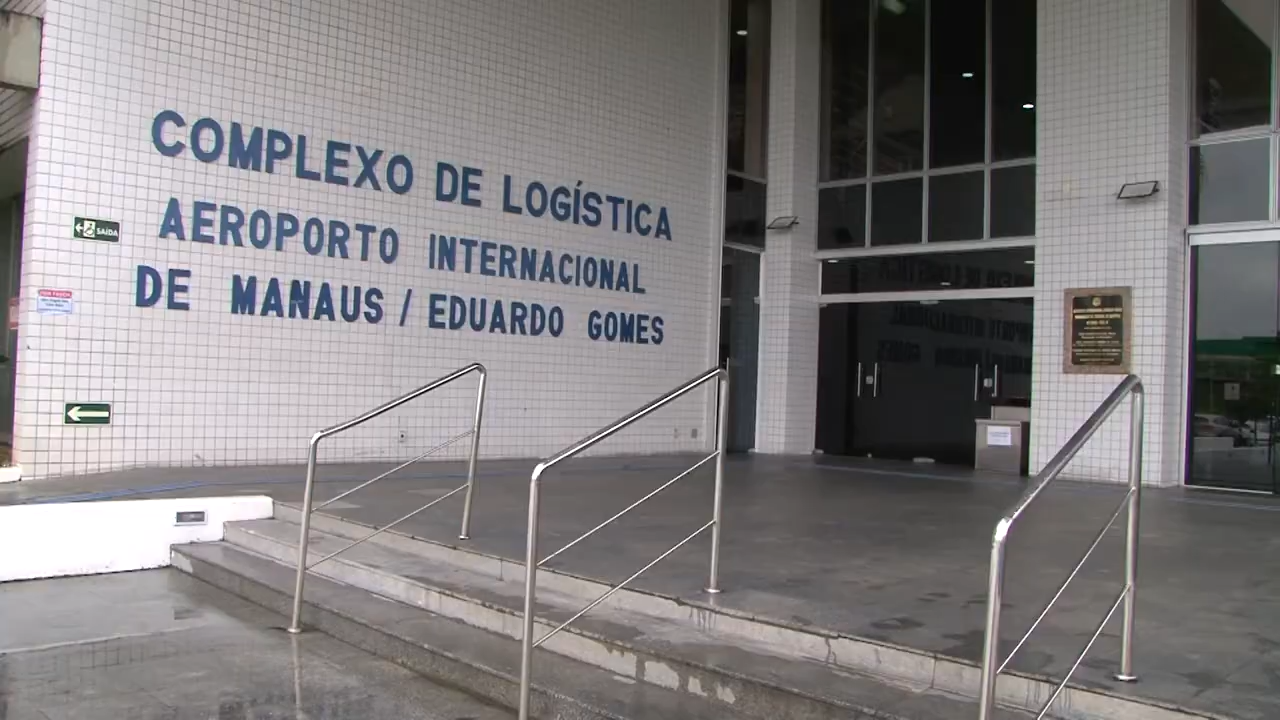 COMPLEXO DE LOGÍSTICA
AEROPORTO INTERNACIONAL
DE MANAUS / EDUARDO GOMES
SAÍDA